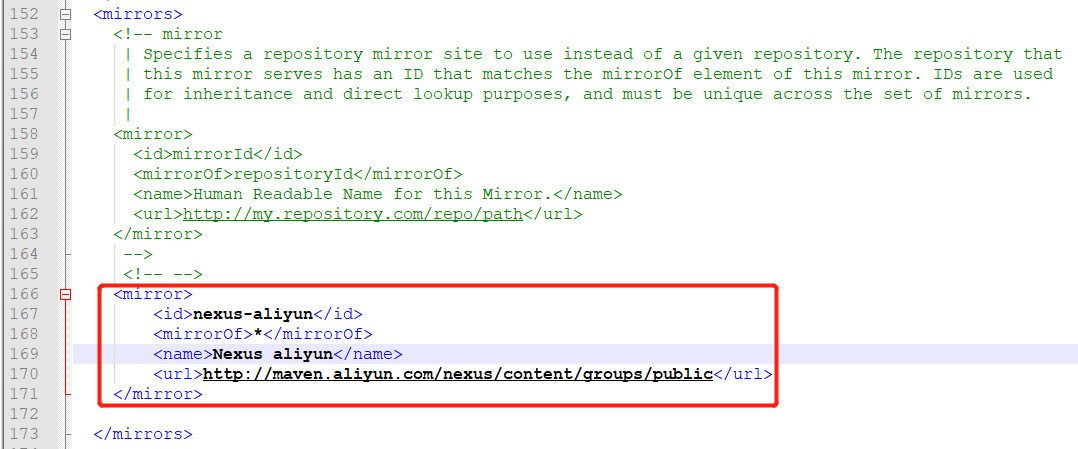 152 <mirrors>
153 <!-- mirror
154 | Specifies a repository mirror site to use instead of a given repository. The repository that
155 | this mirror serves has an ID that matches the mirrorOf element of this mirror. IDs are used
156 | for inheritance and direct lookup purposes, and must be unique across the set of mirrors.
157 |
158 <mirror>
159 <id>mirrorId</id>
160 <mirrorOf>repositoryId</mirrorOf>
161 <name>Human Readable Name for this Mirror.</name>
162 <url>http://my.repository.com/repo/path</url>
163 </mirror>
164 -->
165 <!-- -->
166 <mirror>
167 <id>nexus-aliyun</id>
168 <mirrorOf>*</mirrorOf>
169 <name>Nexus aliyun</name>
170 <url>http://maven.aliyun.com/nexus/content/groups/public</url>
171 </mirror>
172
173 </mirrors>